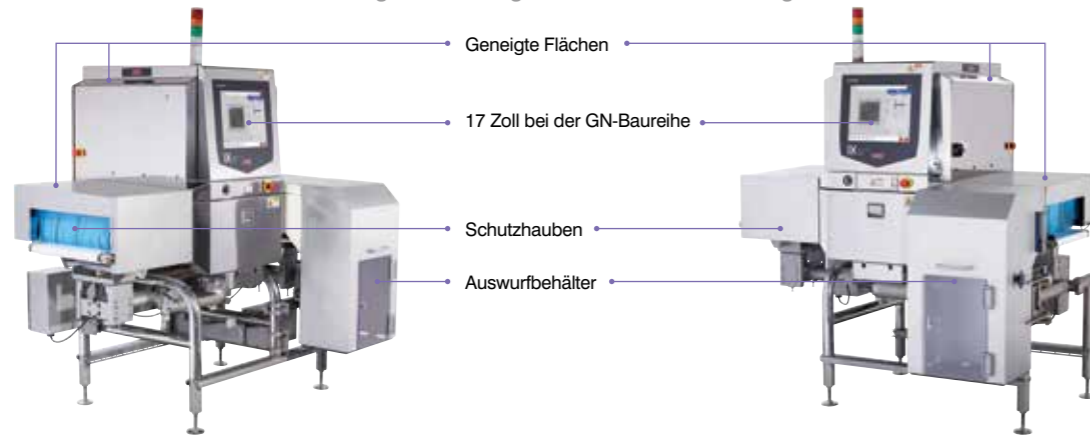 Geneigte Flächen
17 Zoll bei der GN-Baureihe
Schutzhauben
Auswurfbehälter